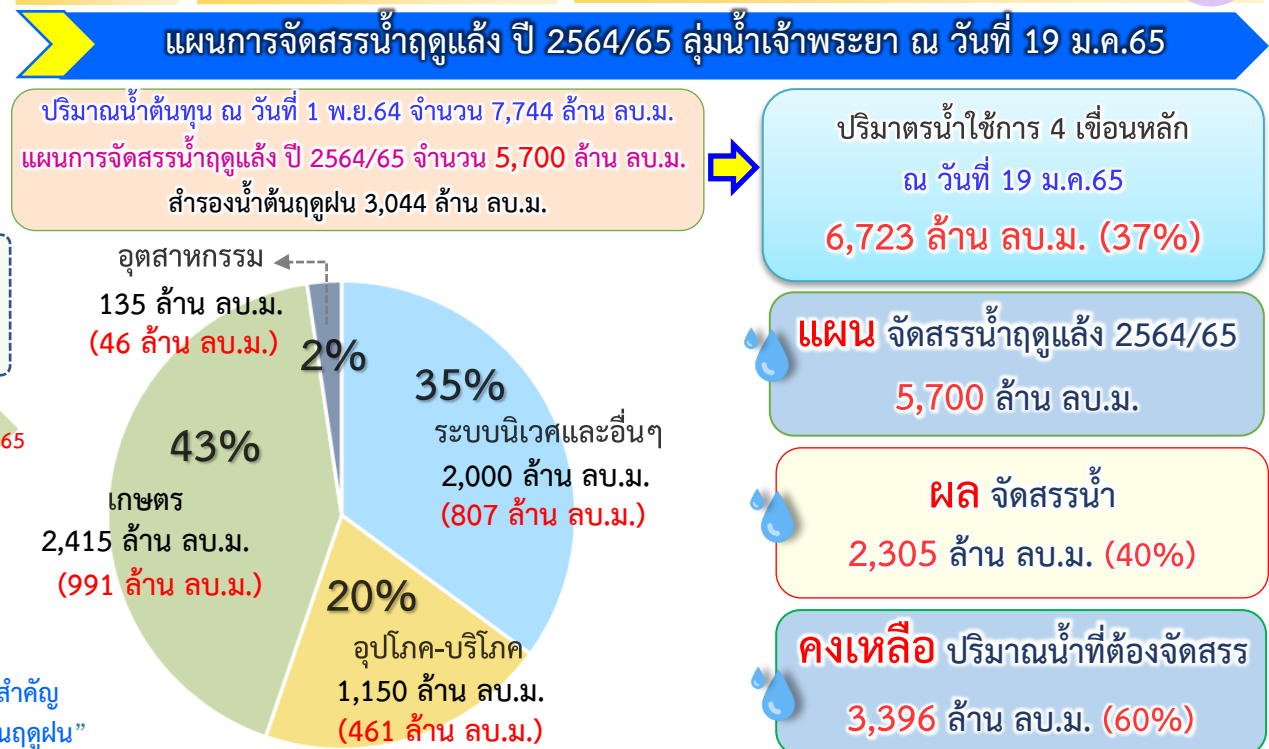 แผนการจัดสรรน้ำฤดูแล้ง ปี 2564/65 ลุ่มน้ำเจ้าพระยา ณ วันที่ 19 ม.ค.65
ปริมาณน้ำต้นทุน ณ วันที่ 1 พ.ย.64 จำนวน 7,744 ล้าน ลบ.ม.
แผนการจัดสรรน้ำฤดูแล้ง ปี 2564/65 จำนวน 5,700 ล้าน ลบ.ม.
สำรองน้ำต้นฤดูฝน 3,044 ล้าน ลบ.ม.
ปริมาตรน้ำใช้การ 4 เขื่อนหลัก
ณ วันที่ 19 ม.ค.65
6,723 ล้าน ลบ.ม. (37%)
อุตสาหกรรม
135 ล้าน ลบ.ม.
(46 ล้าน ลบ.ม.)
2%
35%
ระบบนิเวศและอื่นๆ
2,000 ล้าน ลบ.ม.
(807 ล้าน ลบ.ม.)
43%
เกษตร
2,415 ล้าน ลบ.ม.
(991 ล้าน ลบ.ม.)
20%
อุปโภค-บริโภค
1,150 ล้าน ลบ.ม.
(461 ล้าน ลบ.ม.)
แผน จัดสรรน้ำฤดูแล้ง 2564/65
5,700 ล้าน ลบ.ม.
ผล จัดสรรน้ำ
2,305 ล้าน ลบ.ม. (40%)
คงเหลือ ปริมาณน้ำที่ต้องจัดสรร
3,396 ล้าน ลบ.ม. (60%)
65
สำคัญ
นฤดูฝน”